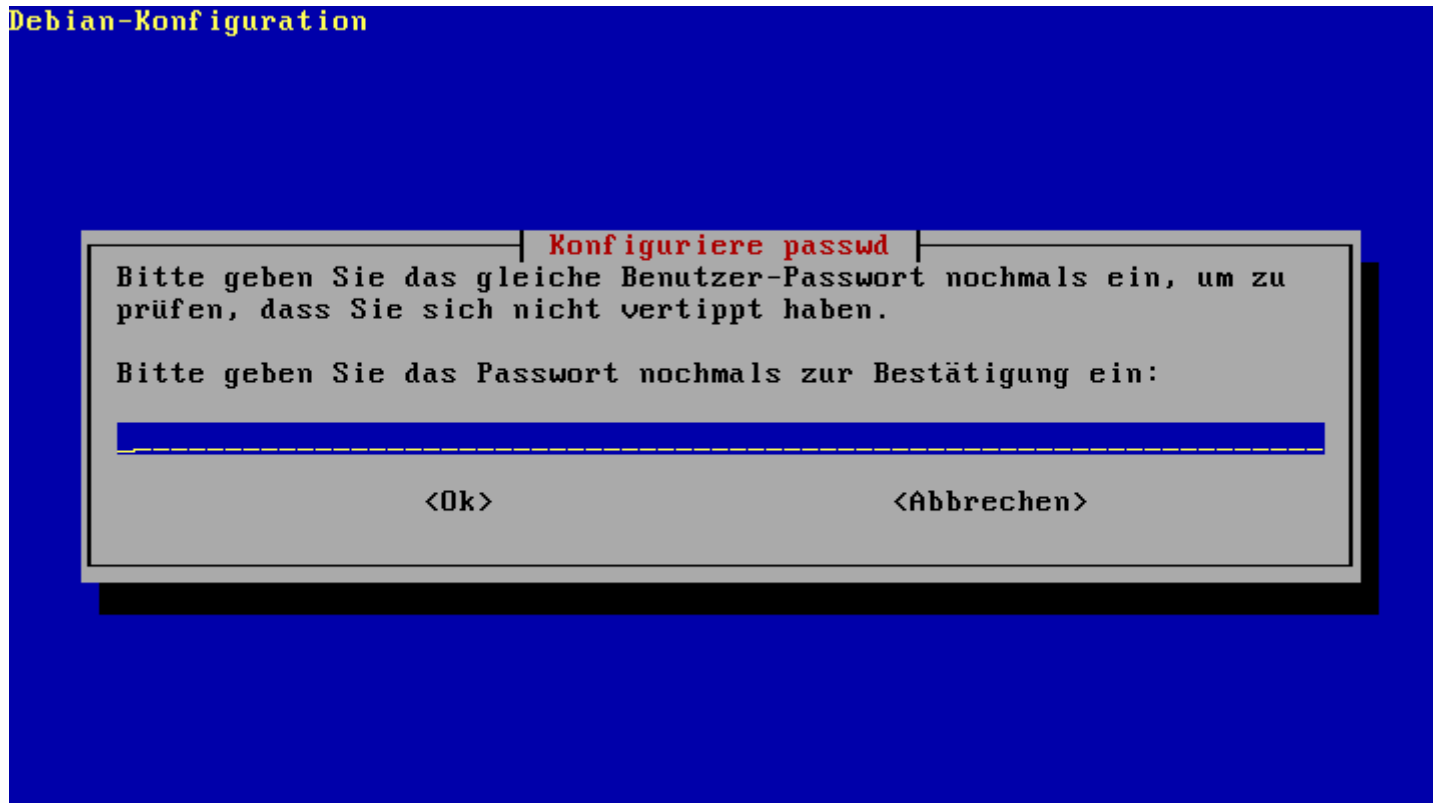 Debian-Konfiguration
Konfiguriere passwd
Bitte geben Sie das gleiche Benutzer-Passwort nochmals ein, um zu
prüfen, dass Sie sich nicht vertippt haben.
Bitte geben Sie das Passwort nochmals zur Bestätigung ein:
<Ok> <Abbrechen>